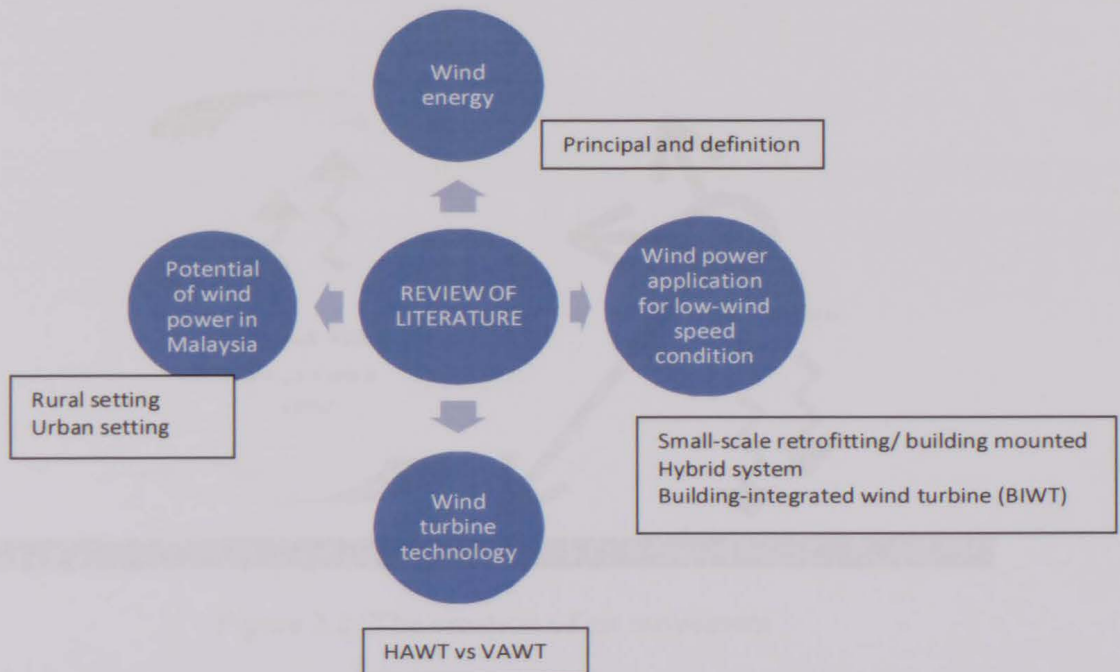 Wind
energy
Principal and definition
Potential
of wind
power in
Malaysia
REVIEW OF
LITERATURE
Wind power
application
for low-wind
speed
condition
Rural setting
Urban setting
Small-scale retrofitting/ building mounted
Hybrid system
Building-integrated wind turbine (BIWT)
Wind
turbine
technology
HAWT vs VAWT